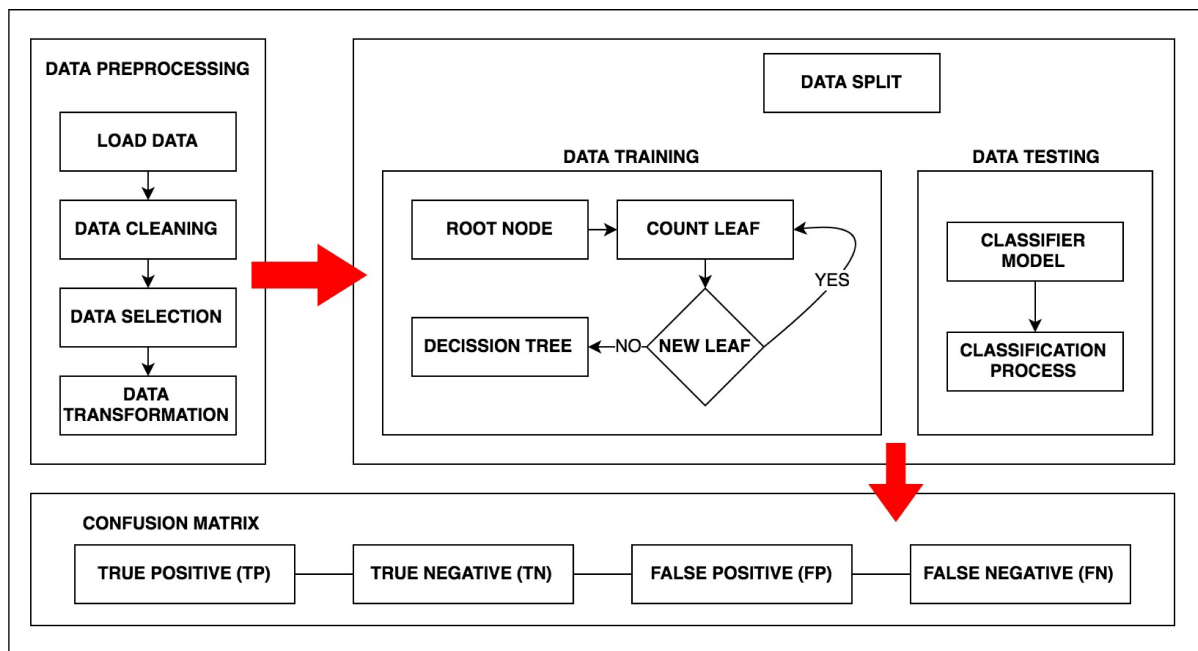 DATA PREPROCESSING
LOAD DATA
DATA CLEANING
DATA SELECTION
DATA
TRANSFORMATION
DATA SPLIT
DATA TRAINING
ROOT NODE
COUNT LEAF
YES
DECISSION TREE
NO
NEW LEAF
DATA TESTING
CLASSIFIER
MODEL
CLASSIFICATION
PROCESS
CONFUSION MATRIX
TRUE POSITIVE (TP)
TRUE NEGATIVE (TN)
FALSE POSITIVE (FP)
FALSE NEGATIVE (FN)